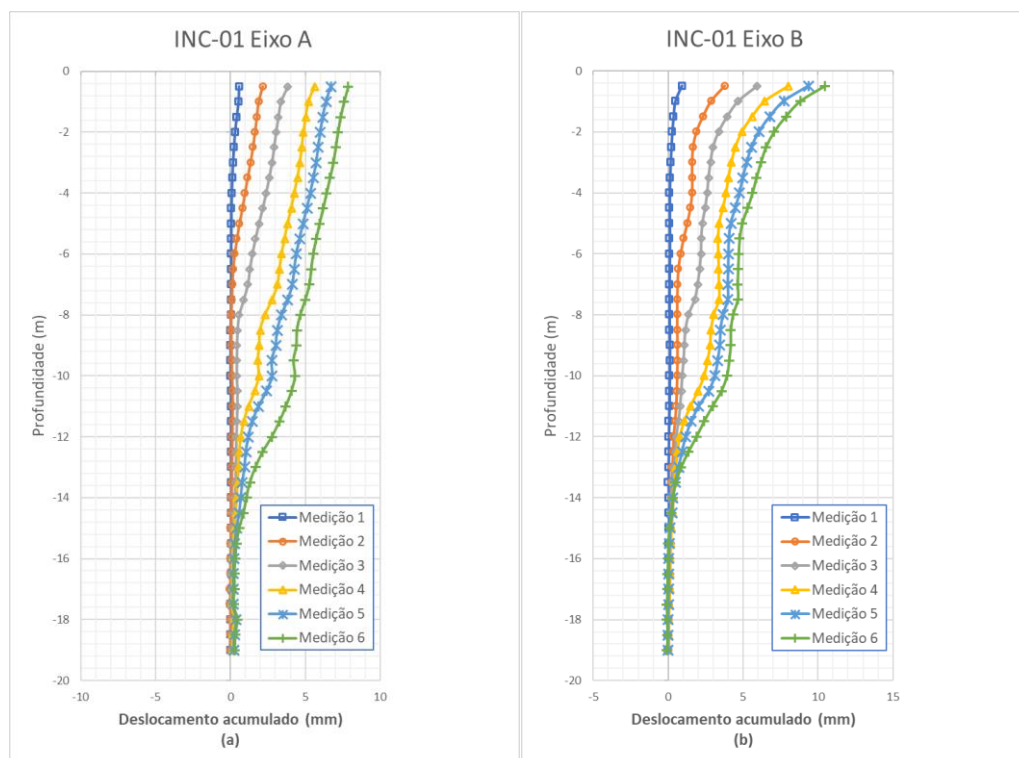 INC-01 Eixo A
0
-2
-4
-6
-8
-10
-12
-14
-16
-18
-20
Profundidade (m)
Medição 1
Medição 2
Medição 3
Medição 4
Medição 5
Medição 6
-10 -5 0 5 10
Deslocamento acumulado (mm)
(a)
INC-01 Eixo B
0
-2
-4
-6
-8
-10
-12
-14
-16
-18
-20
Profundidade (m)
Medição 1
Medição 2
Medição 3
Medição 4
Medição 5
Medição 6
-5 0 5 10 15
Deslocamento acumulado (mm)
(b)